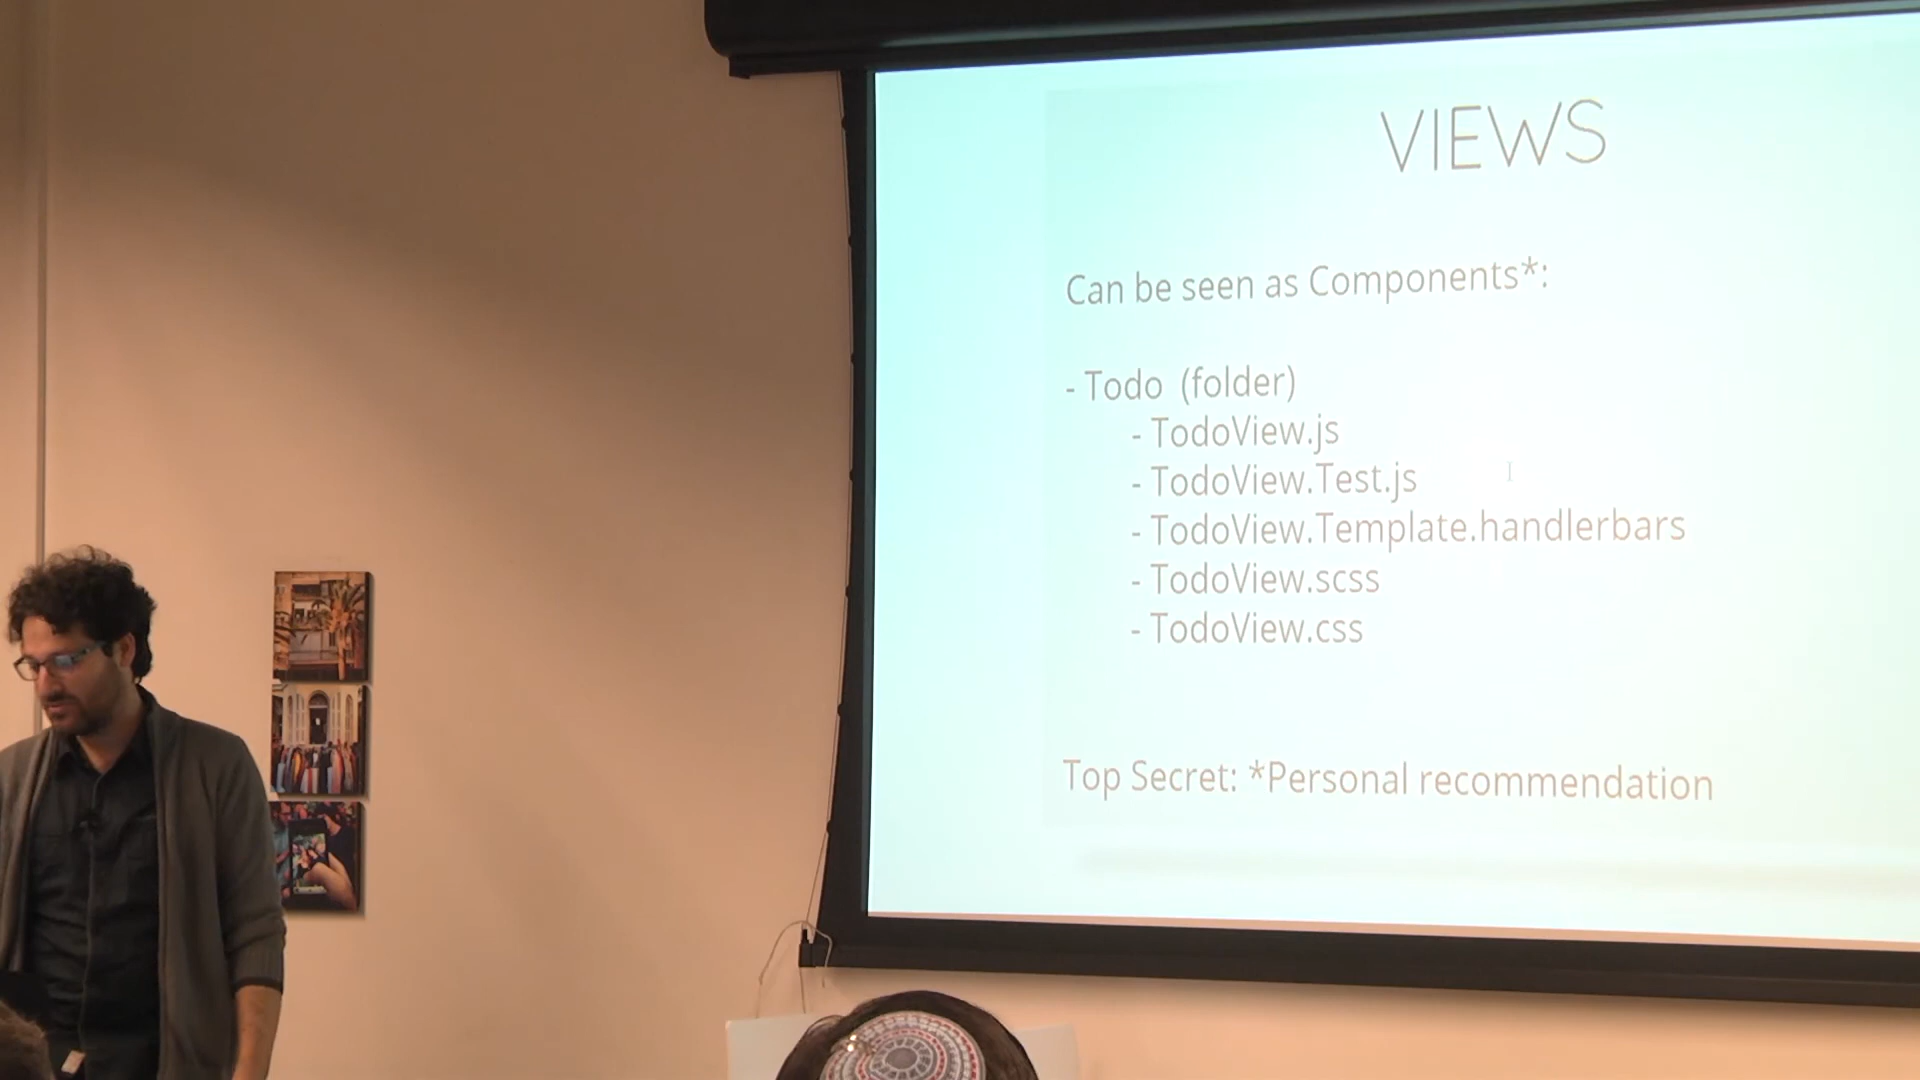 VIEWS
Can be seen as Components*:
- Todo (folder)
- TodoView.js
- TodoView.Test.js
- TodoView.Template.handlerbars
- TodoView.scss
- TodoView.css
Top Secret: *Personal recommendation